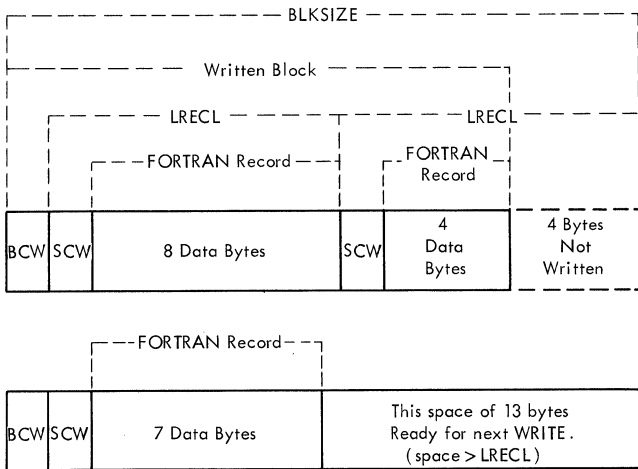 BLKSIZE
Written Block
LRECL LRECL
FORTRAN Record FORTRAN
Record
BCW SCW 8 Data Bytes SCW 4
Data
Bytes 4 Bytes
Not
Written
FORTRAN Record
BCW SCW 7 Data Bytes This space of 13 bytes
Ready for next WRITE.
(space > LRECL)